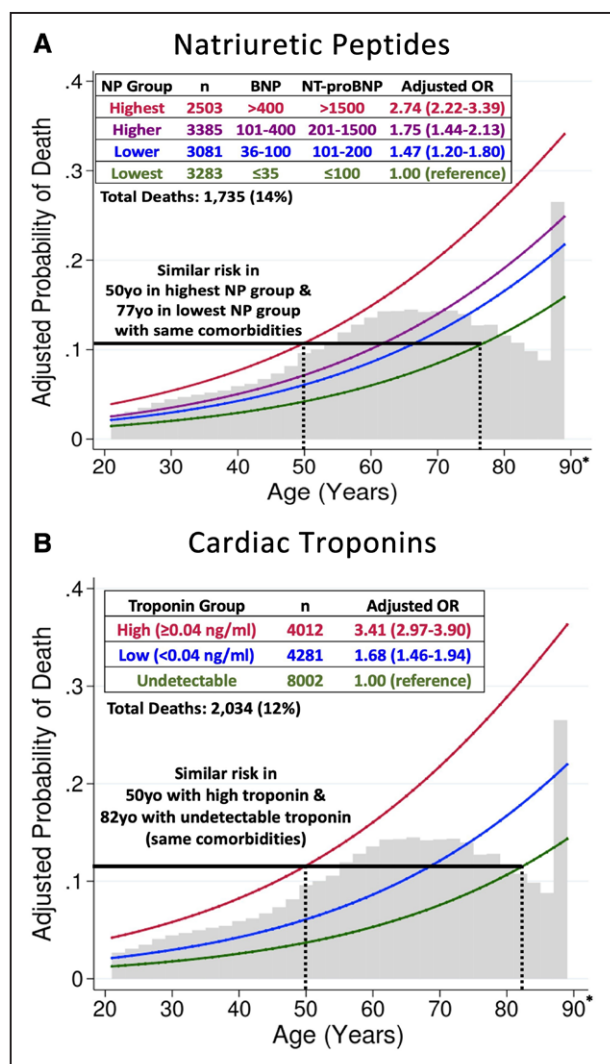 A Natriuretic Peptides
Adjusted Probability of Death
.4
.3
.2
.1
0
NP Group n BNP NT-proBNP Adjusted OR
Highest 2503 >400 >1500 2.74 (2.22-3.39)
Higher 3385 101-400 201-1500 1.75 (1.44-2.13)
Lower 3081 36-100 101-200 1.47 (1.20-1.80)
Lowest 3283 ≤35 ≤100 1.00 (reference)
Total Deaths: 1,735 (14%)
Similar risk in
50yo in highest NP group &
77yo in lowest NP group
with same comorbidities
20 30 40 50 60 70 80 90*
Age (Years)
B Cardiac Troponins
Adjusted Probability of Death
.4
.3
.2
.1
0
Troponin Group n Adjusted OR
High (≥0.04 ng/ml) 4012 3.41 (2.97-3.90)
Low (<0.04 ng/ml) 4281 1.68 (1.46-1.94)
Undetectable 8002 1.00 (reference)
Total Deaths: 2,034 (12%)
Similar risk in
50yo with high troponin &
82yo with undetectable troponin
(same comorbidities)
20 30 40 50 60 70 80 90*
Age (Years)